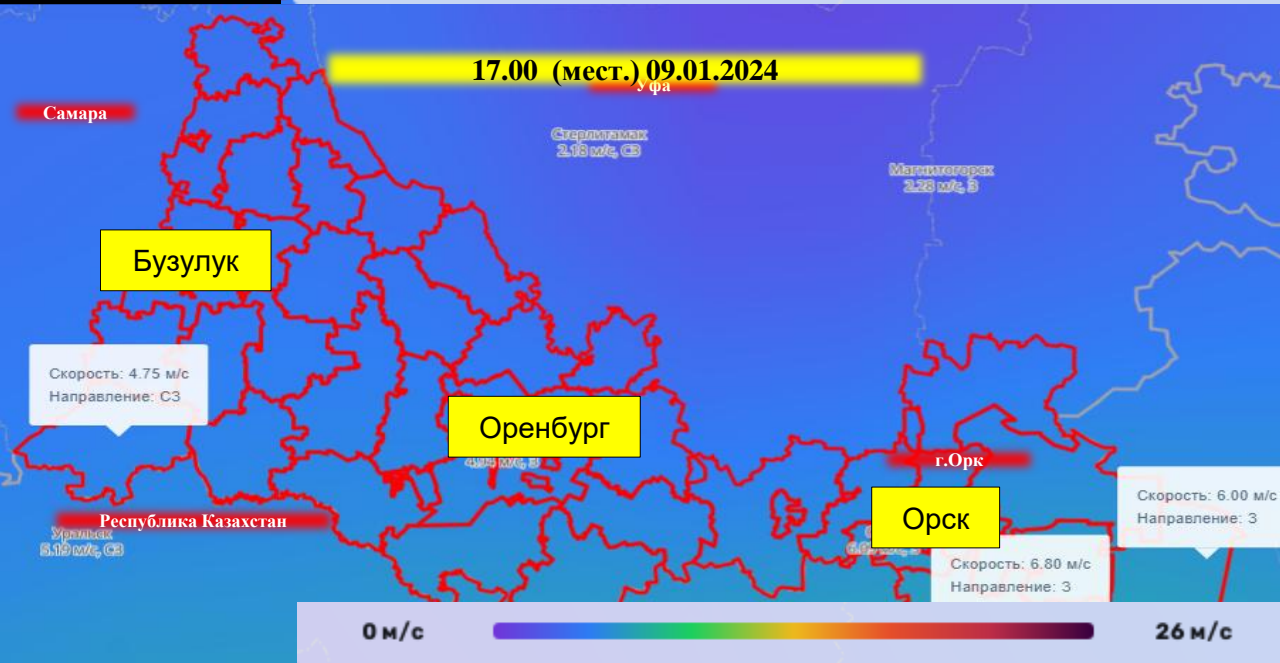 17.00 (мест.) 09.01.2024
Уфа
Самара
Стерлитамак
2.18 м/с, СЗ
Магнитогорск
2.28 м/с, З
Бузулук
Скорость: 4.75 м/с
Направление: СЗ
Оренбург
м/с, З
г.Орк
Скорость: 6.00 м/с
Направление: З
Орск
Республика Казахстан
Уральск
5.19 м/с, СЗ
Скорость: 6.80 м/с
Направление: З
0 м/с
26 м/с